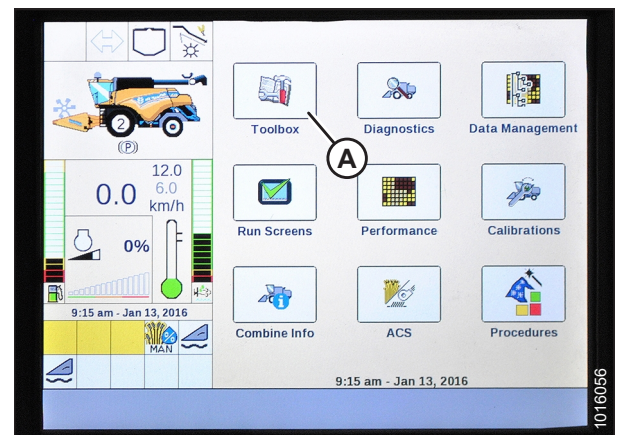 2
(P)
12.0
0.0
6.0
km/h
0%
9:15 am - Jan 13, 2016
MAN
Toolbox
Diagnostics
Data Management
A
Run Screens
Performance
Calibrations
Combine Info
ACS
Procedures
9:15 am - Jan 13, 2016
1016056